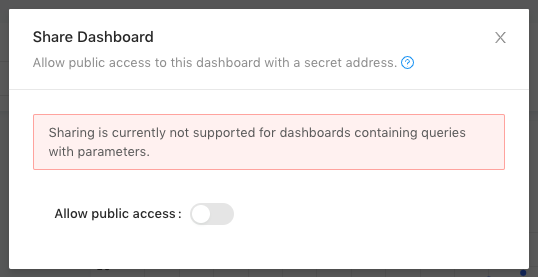 Share Dashboard
Allow public access to this dashboard with a secret address.
Sharing is currently not supported for dashboards containing queries
with parameters.
Allow public access :